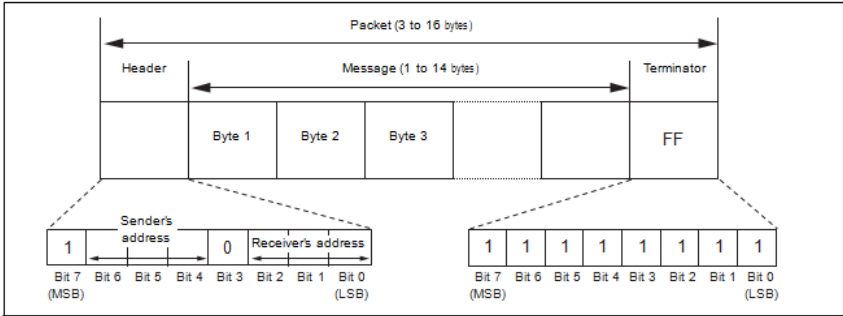 Packet (3 to 16 bytes)
Header
Message (1 to 14 bytes)
Terminator
Byte 1
Byte 2
Byte 3
FF
Sender's
address
1
0
Receiver's address
Bit 7
Bit 6
Bit 5
Bit 4
Bit 3
Bit 2
Bit 1
Bit 0
(MSB)
(LSB)
1 1 1 1 1 1 1 1
Bit 7
Bit 6
Bit 5
Bit 4
Bit 3
Bit 2
Bit 1
Bit 0
(MSB)
(LSB)